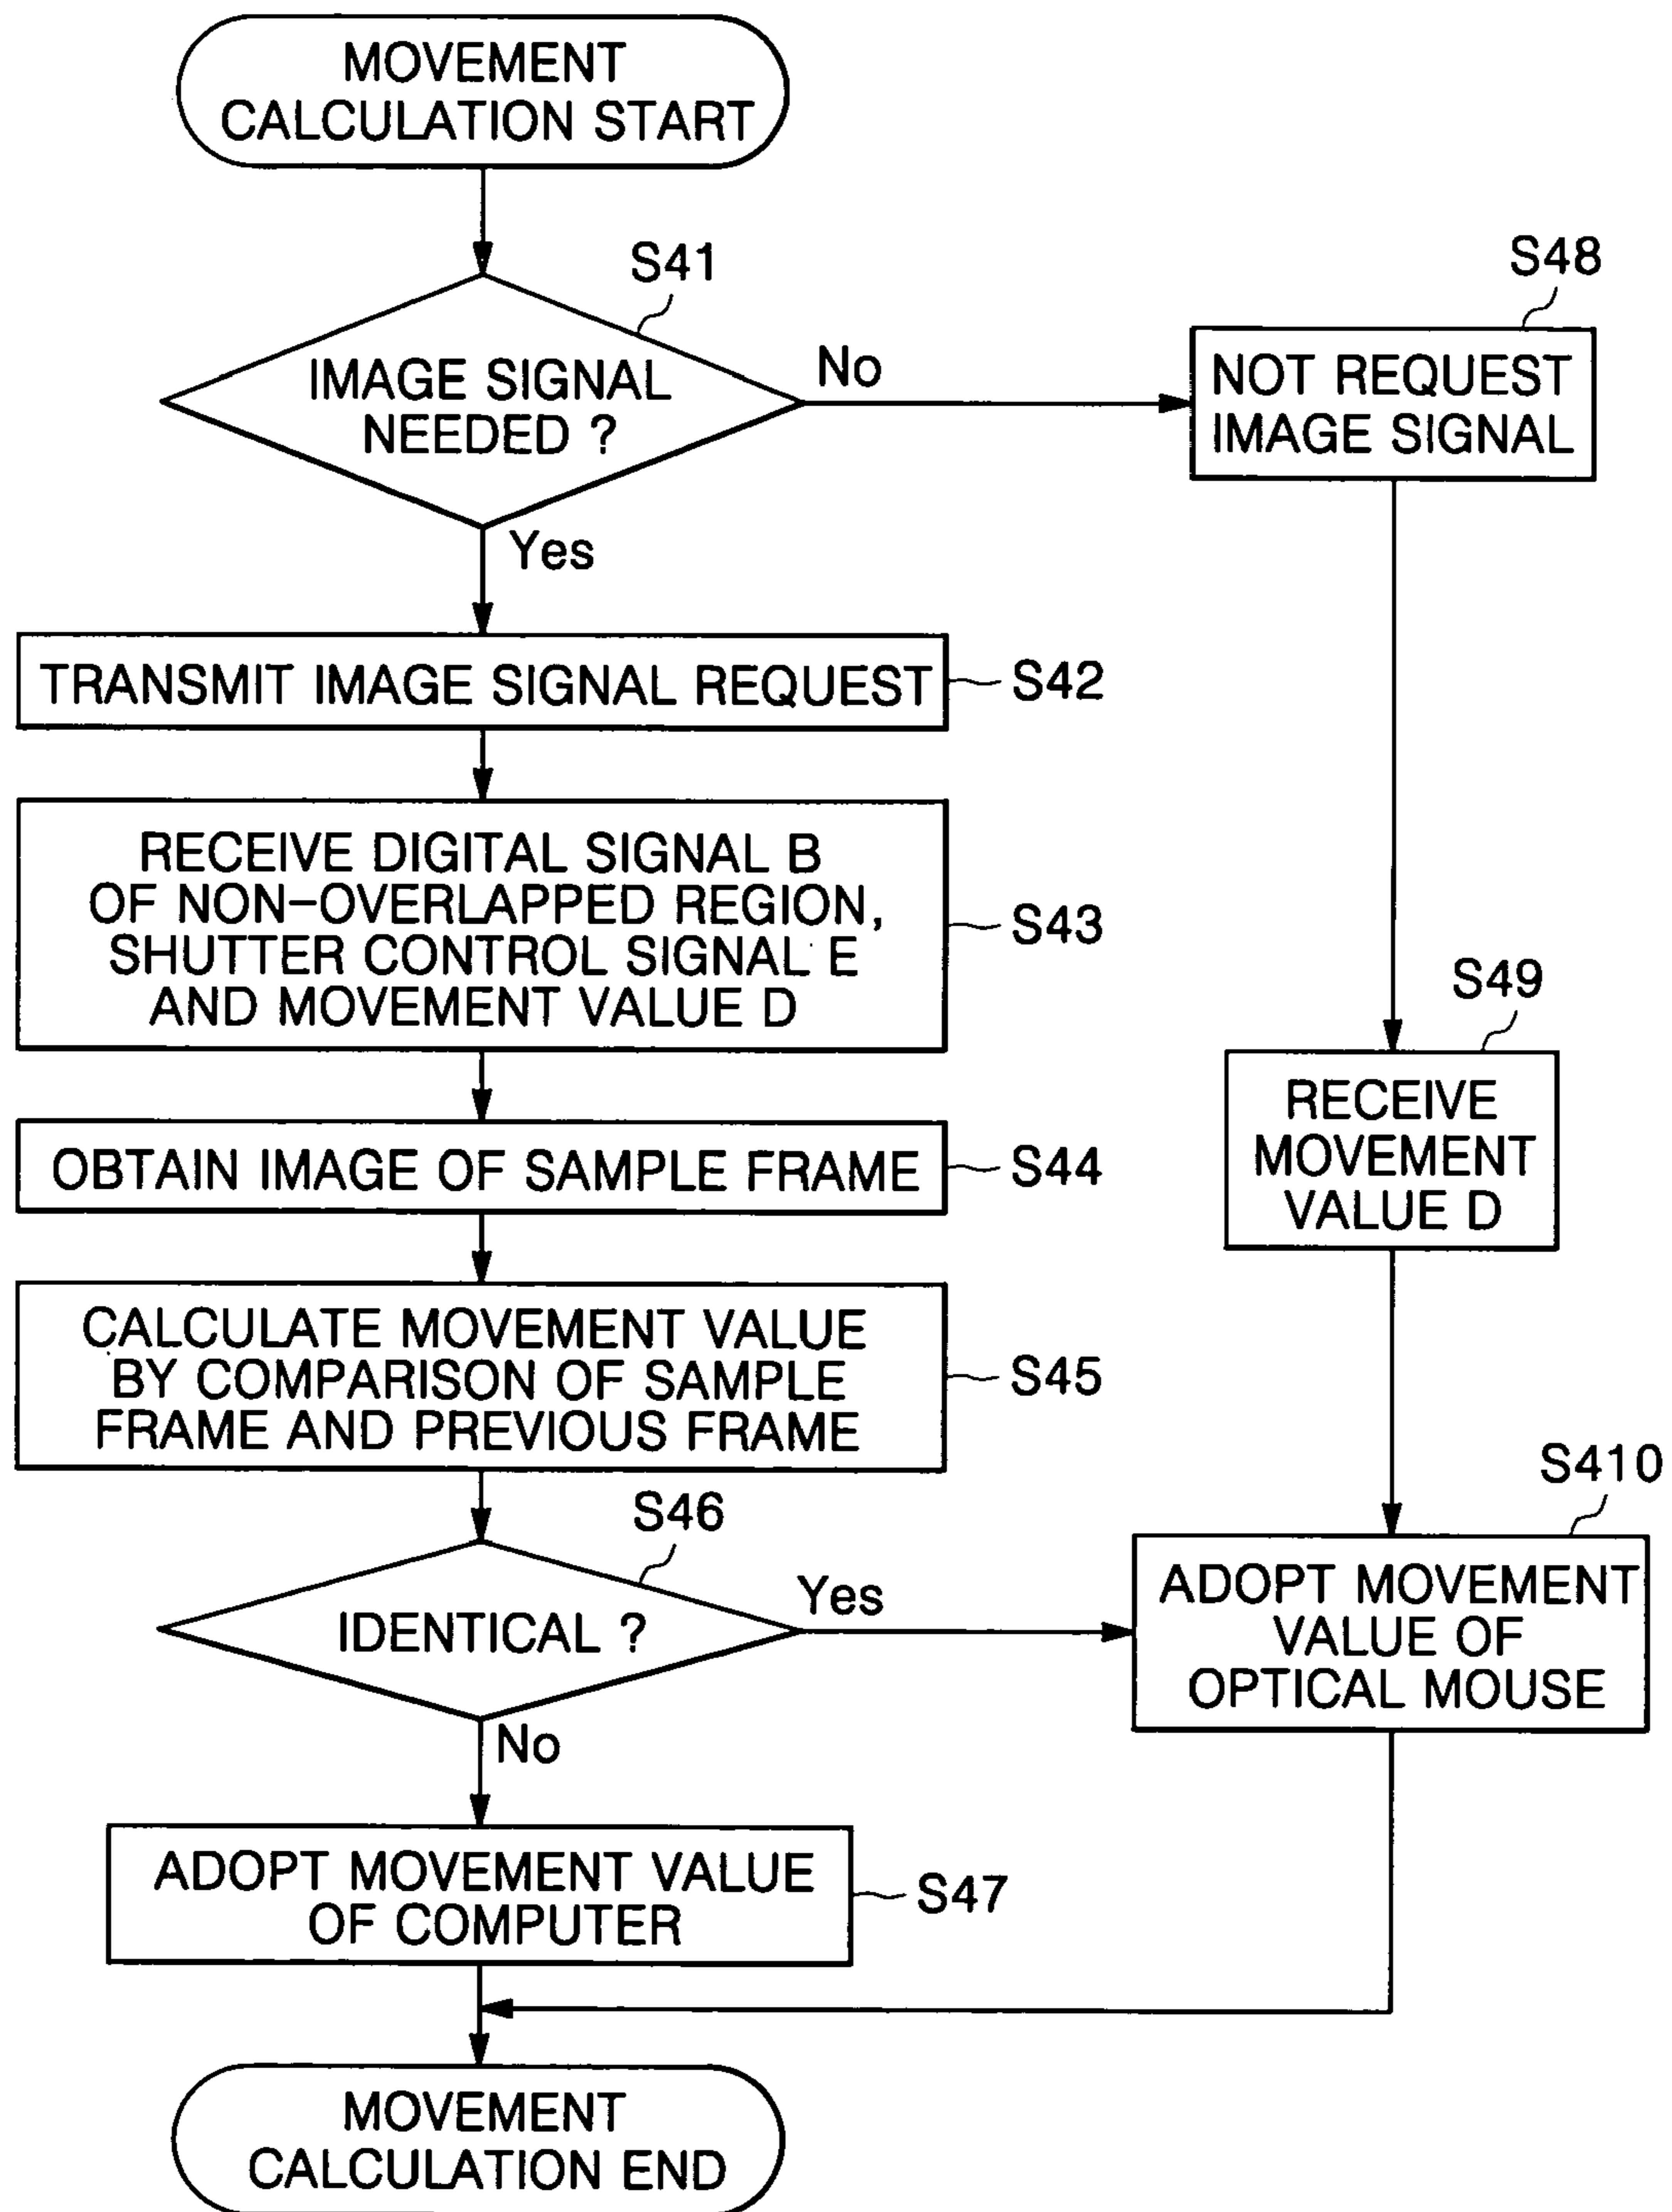 MOVEMENT
CALCULATION START
S41
IMAGE SIGNAL
NEEDED ?
No
Yes
S48
NOT REQUEST
IMAGE SIGNAL
TRANSMIT IMAGE SIGNAL REQUEST
S42
RECEIVE DIGITAL SIGNAL B
OF NON-OVERLAPPED REGION,
SHUTTER CONTROL SIGNAL E
AND MOVEMENT VALUE D
S43
S49
RECEIVE
MOVEMENT
VALUE D
OBTAIN IMAGE OF SAMPLE FRAME
S44
CALCULATE MOVEMENT VALUE
BY COMPARISON OF SAMPLE
FRAME AND PREVIOUS FRAME
S45
S46
IDENTICAL ?
Yes
No
S410
ADOPT MOVEMENT
VALUE OF
OPTICAL MOUSE
ADOPT MOVEMENT VALUE
OF COMPUTER
S47
MOVEMENT
CALCULATION END